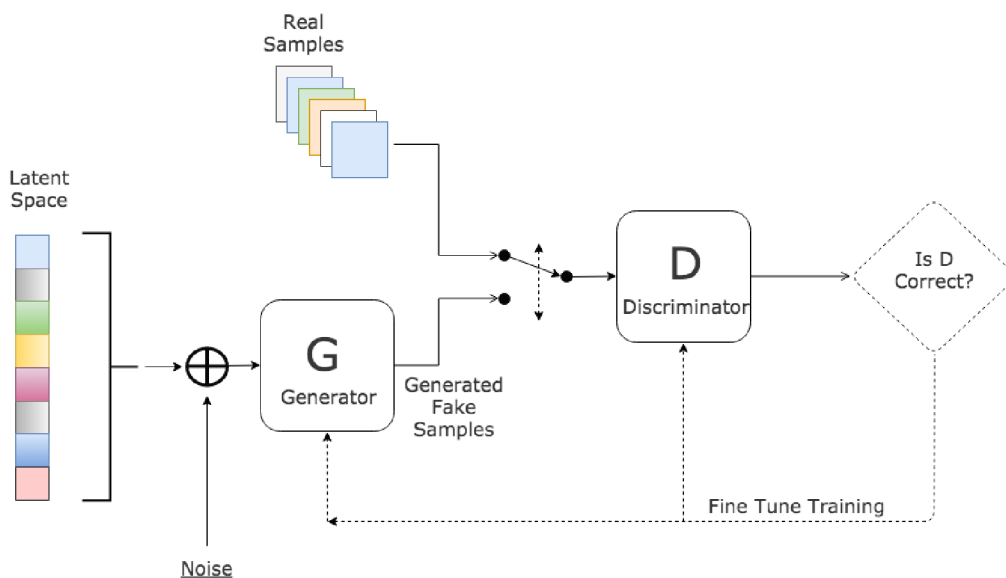 Real
Samples
Latent
Space
G
Generator
Generated
Fake
Samples
D
Discriminator
Is D
Correct?
Fine Tune Training
Noise